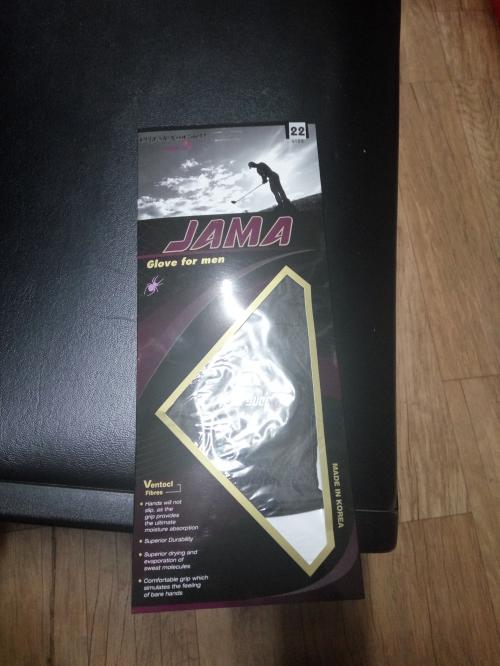 22
SIZE
JAMA
Glove for men
Ventocl
Fibres
Hands will not
slip, as the
grip provides
the ultimate
moisture absorption
Superior Durability
Superior drying and
evaporation of
sweat molecules
Comfortable grip which
simulates the feeling
of bare hands
MADE IN KOREA